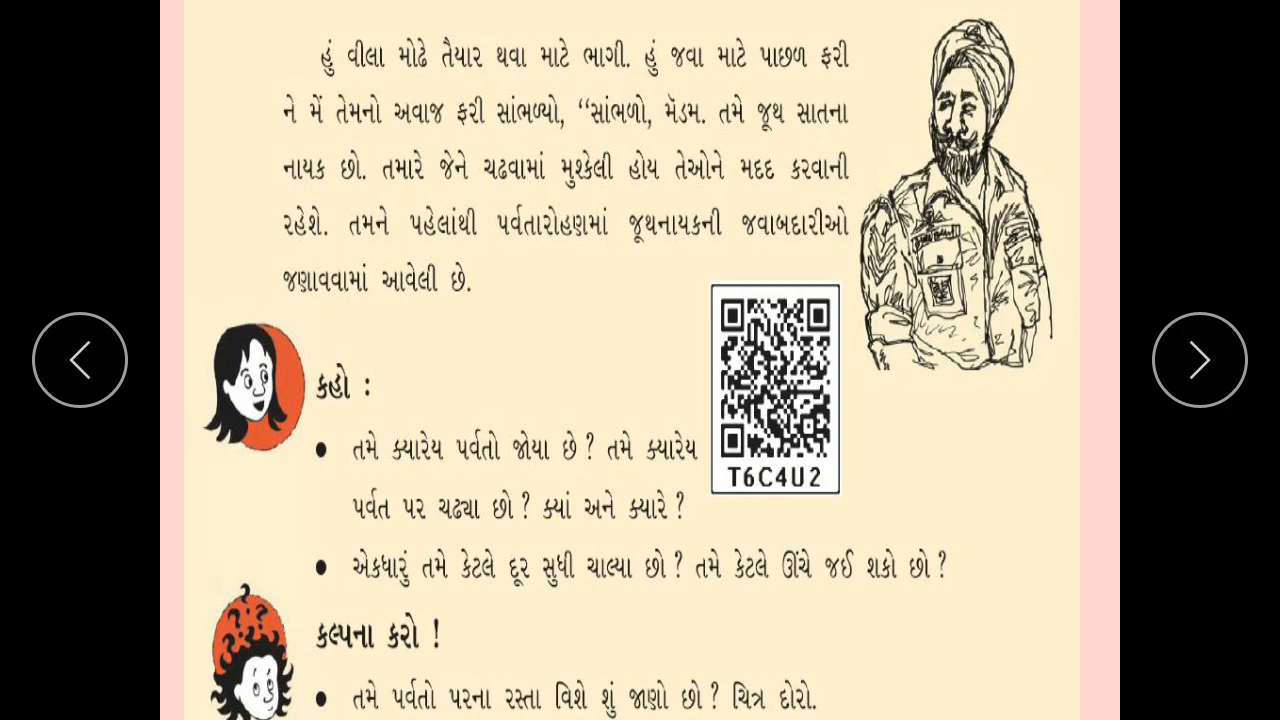 હું વીલા મોઢે તૈયાર થવા માટે ભાગી. હું જવા માટે પાછળ ફરી
ને મેં તેમનો અવાજ ફરી સાંભળ્યો, “સાંભળો, મૅડમ. તમે જૂથ સાતના
નાયક છો. તમારે જેને ચઢવામાં મુશ્કેલી હોય તેઓને મદદ કરવાની
રહેશે. તમને પહેલાંથી પર્વતારોહણમાં જૂથનાયકની જવાબદારીઓ
જણાવવામાં આવેલી છે.
કહો :
• તમે ક્યારેય પર્વતો જોયા છે ? તમે ક્યારેય
પર્વત પર ચઢ્યા છો ? ક્યાં અને ક્યારે ?
T6C4U2
• એકધારું તમે કેટલે દૂર સુધી ચાલ્યા છો ? તમે કેટલે ઊંચે જઈ શકો છો ?
કલ્પના કરો !
• તમે પર્વતો પરના રસ્તા વિશે શું જાણો છો ? ચિત્ર દોરો.